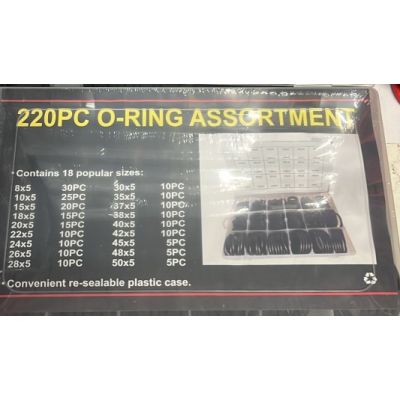 220PC O-RING ASSORTMENT
• Contains 18 popular sizes:
8x5 30PC 30x5 10PC
10x5 25PC 35x5 10PC
15x5 20PC 37x5 10PC
18x5 15PC 38x5 10PC
20x5 15PC 40x5 10PC
22x5 10PC 42x5 10PC
24x5 10PC 45x5 5PC
26x5 10PC 48x5 5PC
28x5 10PC 50x5 5PC
• Convenient re-sealable plastic case.